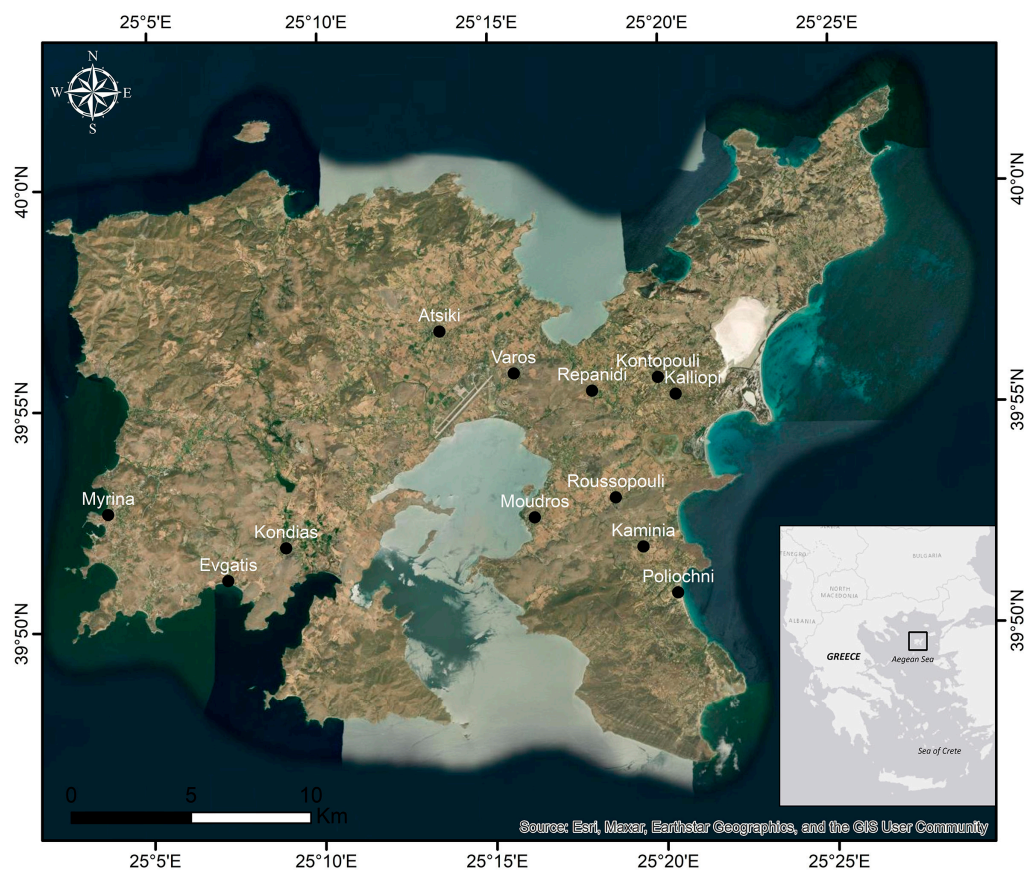 25°5'E 25°10'E 25°15'E 25°20'E 25°25'E
N
W E
S
40°0'N
40°0'N
Atsiki
Varos
Kontopouli
Repanidi
Kalliopi
39°55'N
39°55'N
Roussopouli
Myrina
Moudros
Kondias
Kaminia
Evgatis
Poliochni
39°50'N
39°50'N
BULGARIA
NORTH
MACEDONIA
ALBANIA
GREECE
Aegean Sea
Sea of Crete
0 5 10
Km
Source: Esri, Maxar, Earthstar Geographics, and the GIS User Community
25°5'E 25°10'E 25°15'E 25°20'E 25°25'E